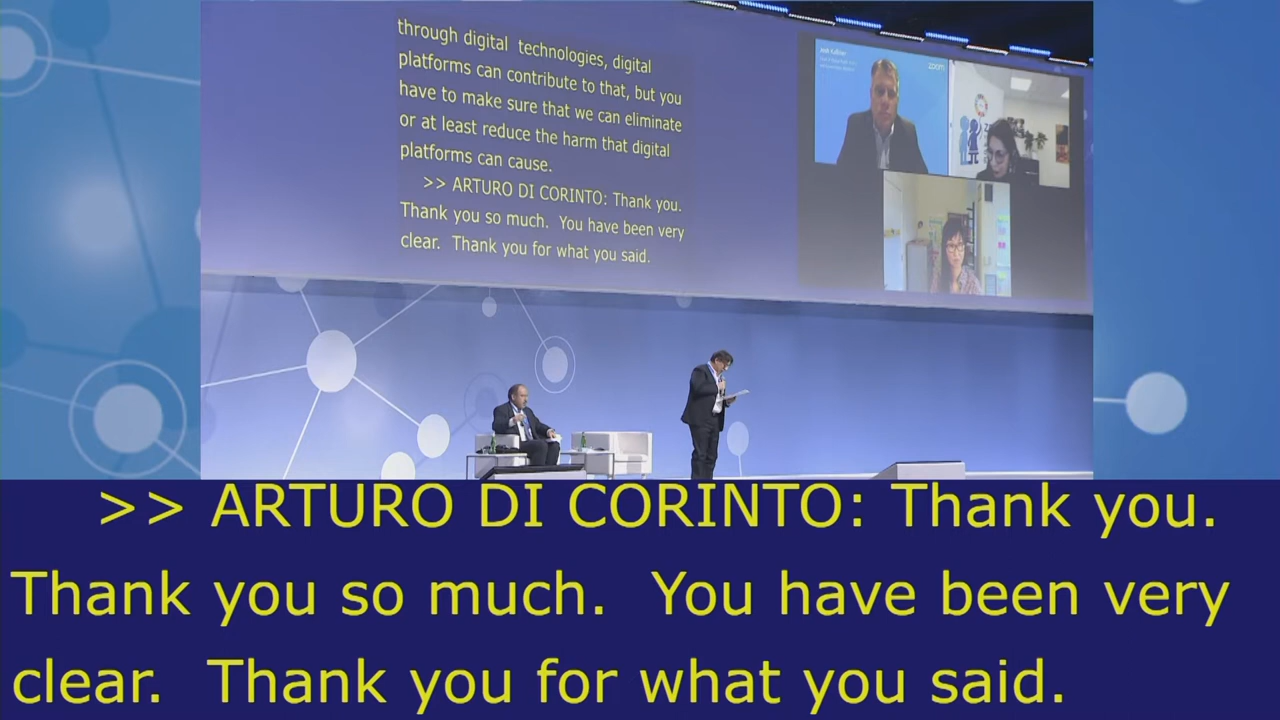 through digital  technologies, digital
platforms can contribute to that, but you
have to make sure that we can eliminate
or at least reduce the harm that digital
platforms can cause.
>> ARTURO DI CORINTO: Thank you.
Thank you so much.  You have been very
clear.  Thank you for what you said.
zoom
>> ARTURO DI CORINTO: Thank you.
Thank you so much.  You have been very
clear.  Thank you for what you said.